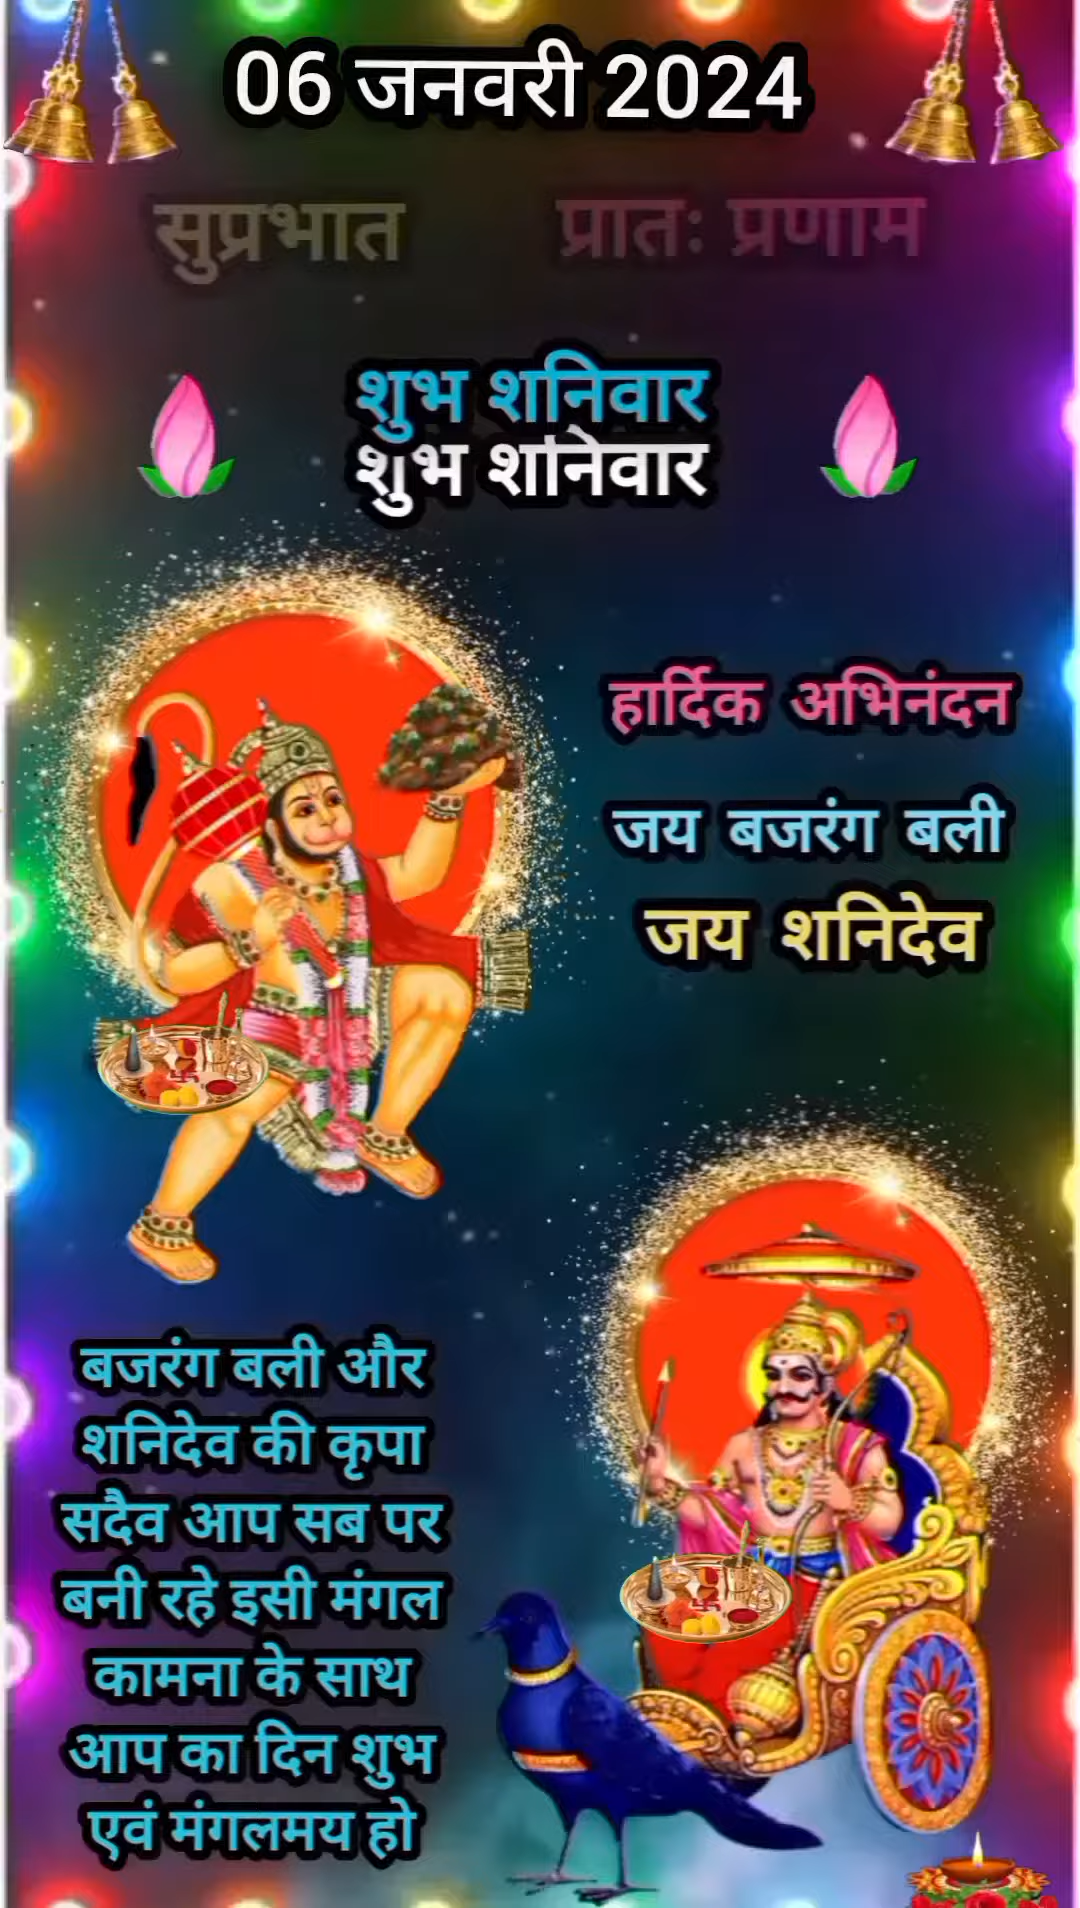 06 जनवरी 2024
सुप्रभात प्रातः प्रणाम
शुभ शनिवार
शुभ शनिवार
हार्दिक अभिनंदन
जय बजरंग बली
जय शनिदेव
बजरंग बली और
शनिदेव की कृपा
सदैव आप सब पर
बनी रहे इसी मंगल
कामना के साथ
आप का दिन शुभ
एवं मंगलमय हो